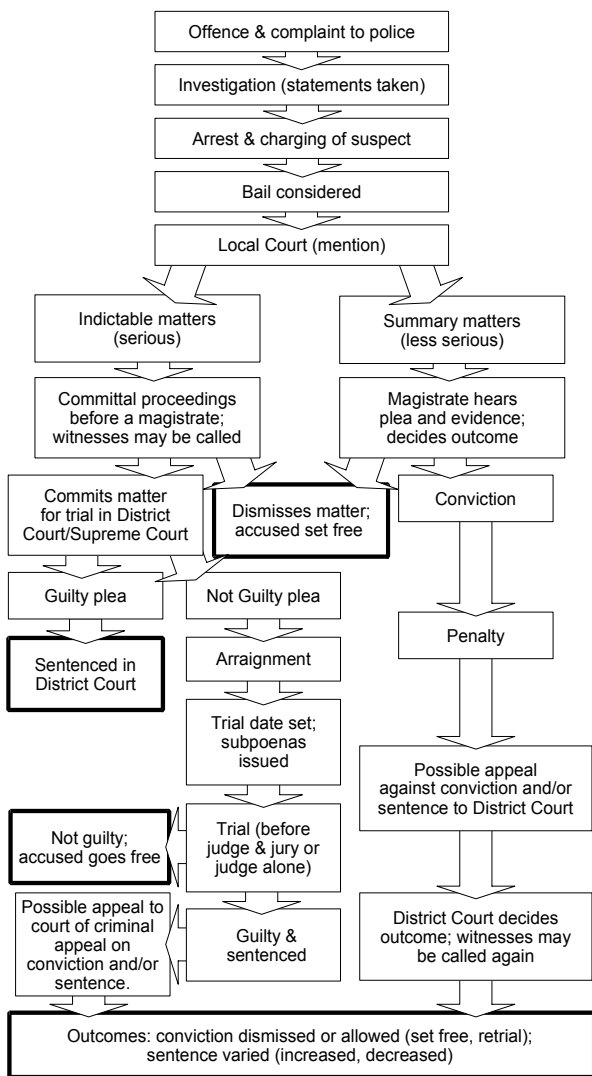 Offence & complaint to police
Investigation (statements taken)
Arrest & charging of suspect
Bail considered
Local Court (mention)
Indictable matters
(serious)
Summary matters
(less serious)
Committal proceedings
before a magistrate;
witnesses may be called
Magistrate hears
plea and evidence;
decides outcome
Commits matter
for trial in District
Court/Supreme Court
Dismisses matter;
accused set free
Conviction
Guilty plea
Not Guilty plea
Penalty
Sentenced in
District Court
Arraignment
Trial date set;
subpoenas
issued
Possible appeal
against conviction and/or
sentence to District Court
Not guilty;
accused goes free
Trial (before
judge & jury or
judge alone)
Possible appeal to
court of criminal
appeal on
conviction and/or
sentence.
Guilty &
sentenced
District Court decides
outcome; witnesses may
be called again
Outcomes: conviction dismissed or allowed (set free, retrial);
sentence varied (increased, decreased)